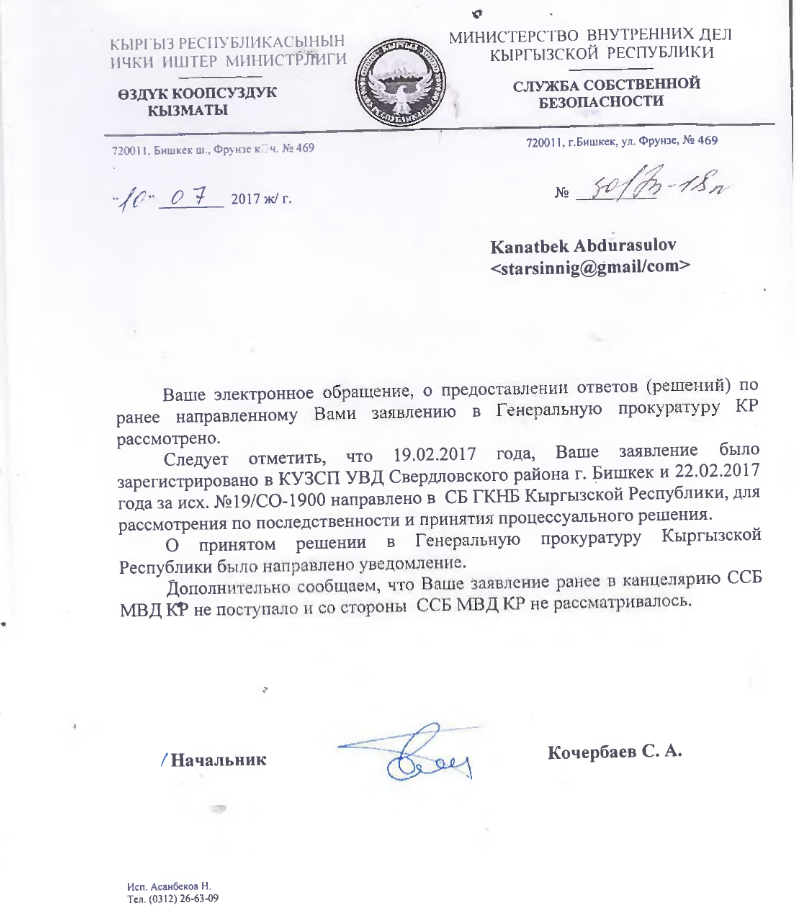 КЫРГЫЗ РЕСПУБЛИКАСЫНЫН
ИЧКИ ИШТЕР МИНИСТРЛИГИ
ӨЗДҮК КООПСУЗДУК
КЫЗМАТЫ
МИНИСТЕРСТВО ВНУТРЕННИХ ДЕЛ
КЫРГЫЗСКОЙ РЕСПУБЛИКИ
СЛУЖБА СОБСТВЕННОЙ
БЕЗОПАСНОСТИ
720011, Бишкек ш., Фрунзе к ч. № 469
720011, г.Бишкек, ул. Фрунзе, № 469
"10" 07 2017 ж/ г.
№
Kanatbek Abdurasulov
<starsinnig@gmail/com>
Ваше электронное обращение, о предоставлении ответов (решений) по
ранее направленному Вами заявлению в Генеральную прокуратуру КР
рассмотрено.
Следует отметить, что 19.02.2017 года, Ваше заявление было
зарегистрировано в КУЗСП УВД Свердловского района г. Бишкек и 22.02.2017
года за исх. №19/СО-1900 направлено в СБ ГКНБ Кыргызской Республики, для
рассмотрения по последственности и принятия процессуального решения.
О принятом решении в Генеральную прокуратуру Кыргызской
Республики было направлено уведомление.
Дополнительно сообщаем, что Ваше заявление ранее в канцелярию ССБ
МВД КР не поступало и со стороны ССБ МВД КР не рассматривалось.
/Начальник
Кочербаев С. А.
Исп. Асанбеков Н.
Тел. (0312) 26-63-09